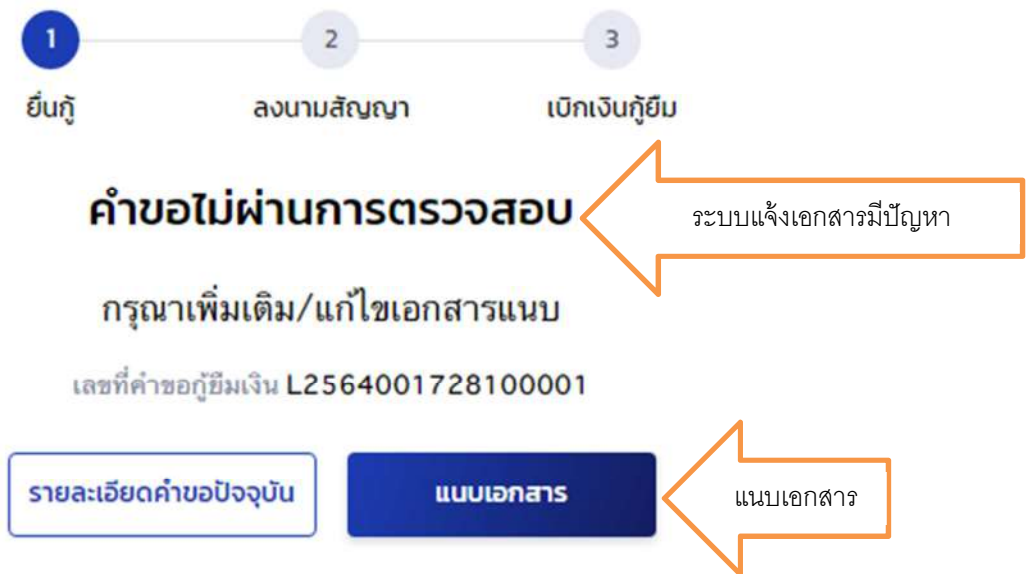 1 2 3
ยื่นกู้ ลงนามสัญญา เบิกเงินกู้ยืม
คำขอไม่ผ่านการตรวจสอบ
ระบบแจ้งเอกสารมีปัญหา
กรุณาเพิ่มเติม/แก้ไขเอกสารแนบ
เลขที่คำขอกู้ยืมเงิน L2564001728100001
รายละเอียดคำขอปัจจุบัน แนบเอกสาร
แนบเอกสาร